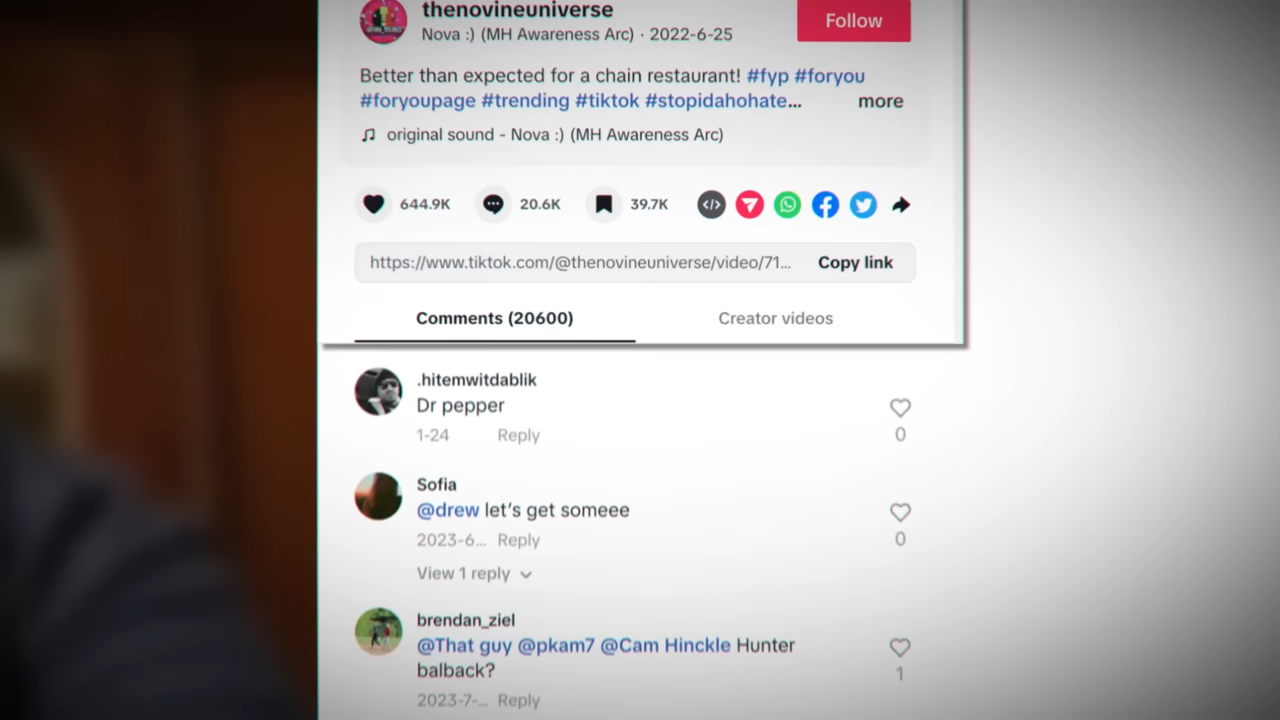 thenovineuniverse
Follow
Nova :) (MH Awareness Arc) · 2022-6-25
Better than expected for a chain restaurant! #fyp #foryou
#foryoupage #trending #tiktok #stopidahohate... more
original sound - Nova :) (MH Awareness Arc)
644.9K 20.6K 39.7K
https://www.tiktok.com/@thenovineuniverse/video/71... Copy link
Comments (20600) Creator videos
.hitemwitdablik
Dr pepper
0
1-24 Reply
Sofia
@drew let's get someee
0
2023-6... Reply
View 1 reply
brendan_ziel
@That guy @pkam7 @Cam Hinckle Hunter
balback?
1
2023-7-... Reply